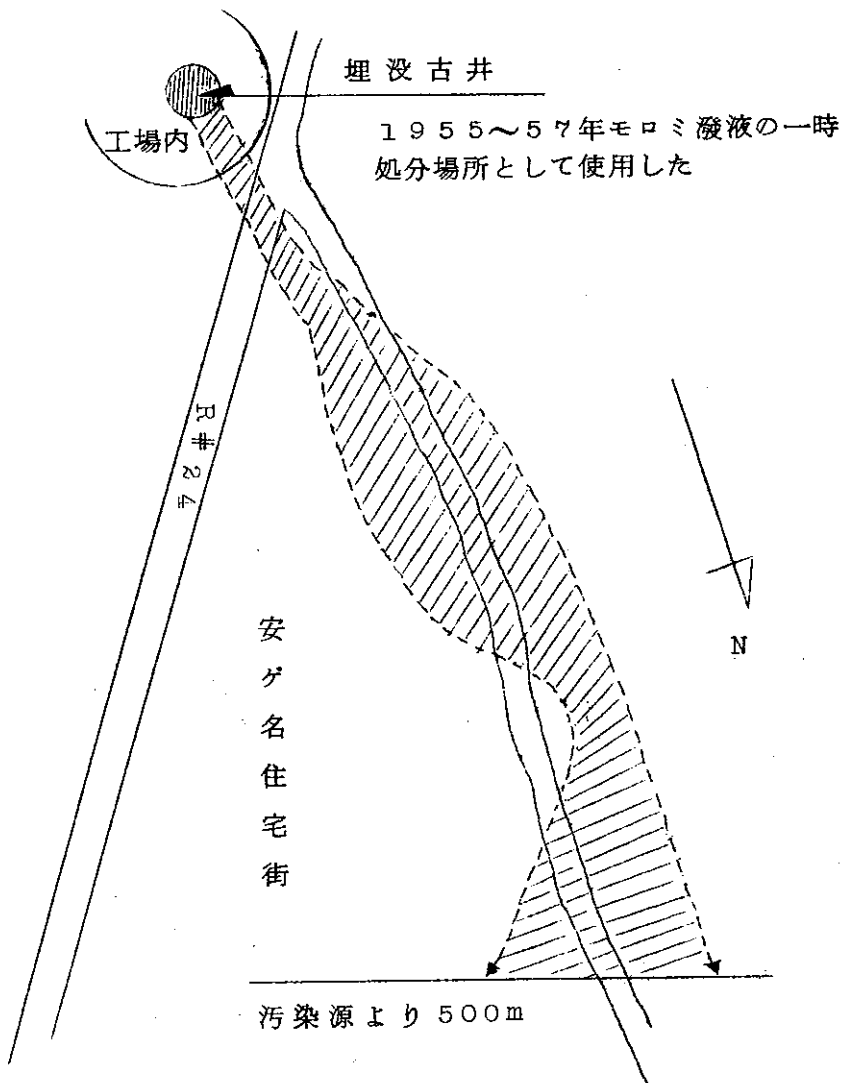 埋没古井
1955～57年モロミ潑液の一時
処分場所として使用した
工場内
R#24
安ゲ名住宅街
N
汚染源より500m